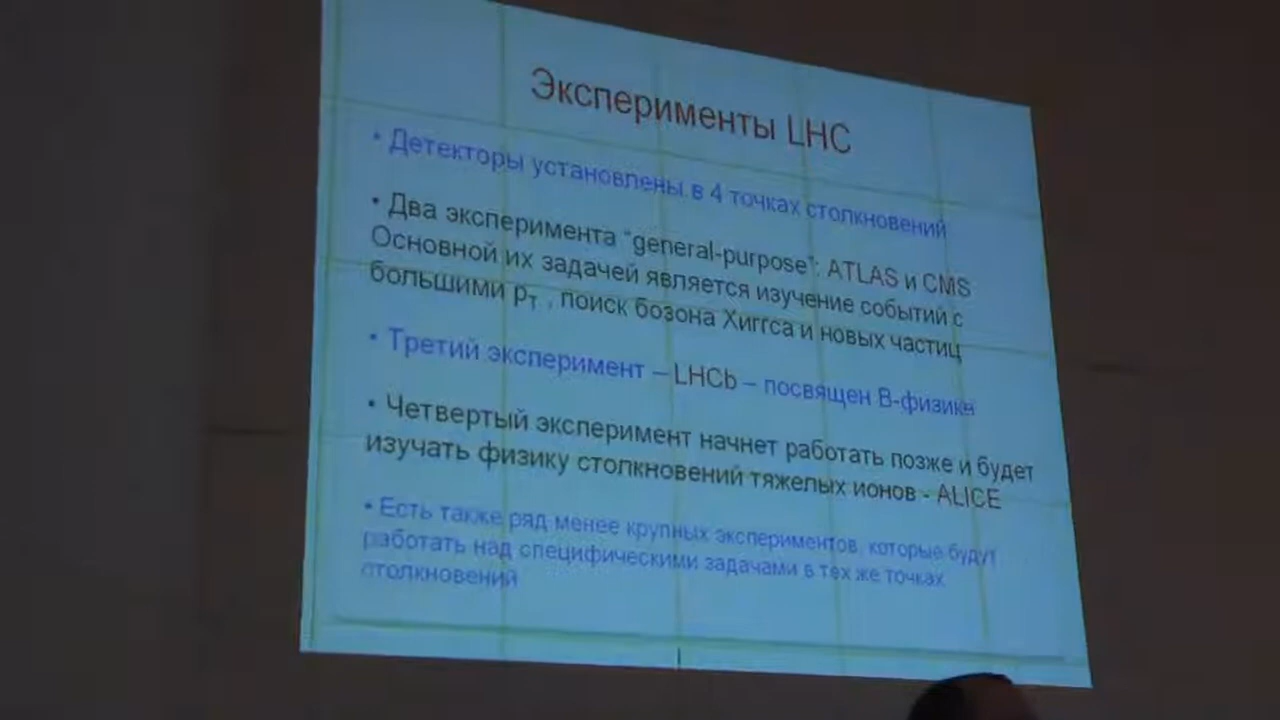 Эксперименты LHC
• Детекторы установлены в 4 точках столкновений
• Два эксперимента "general-purpose": ATLAS и CMS
Основной их задачей является изучение событий с
большими pT , поиск бозона Хиггса и новых частиц
• Третий эксперимент – LHCb – посвящен В-физике
• Четвертый эксперимент начнет работать позже и будет
изучать физику столкновений тяжелых ионов - ALICE
• Есть также ряд менее крупных экспериментов, которые будут
работать над специфическими задачами в тех же точках
столкновений